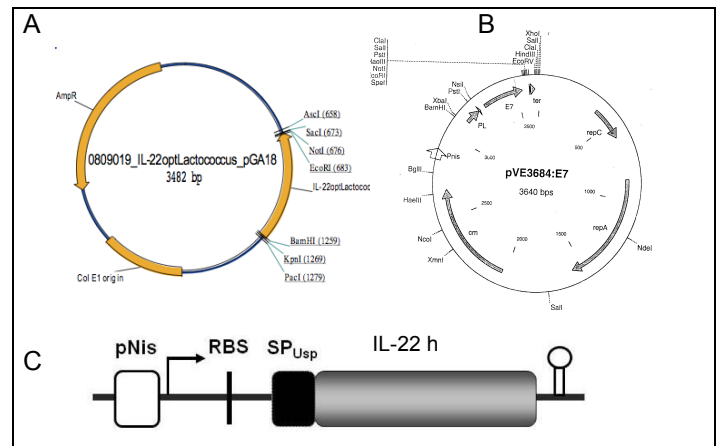 A
AmpR
0809019_IL-22optLactococcus_pGA18
3482 bp
AscI (658)
SacI (673)
NotI (676)
EcoRI (683)
IL-22optLactococ
BamHI (1259)
KpnI (1269)
PacI (1279)
Col E1 origin
B
ClaI
SalI
PstI
HaeIII
NotI
EcoRI
SpeI
XhoI
SalI
ClaI
HindIII
EcoRV
NsiI
PstI
XbaI
BamHI
E7
ter
PL
Pnis
repC
3500
500
pVE3684:E7
3640 bps
BglII
HaeIII
2500
1000
repA
cm
NcoI
XmnI
2000
1500
NdeI
SalI
C
pNis
RBS
SPUsp
IL-22 h